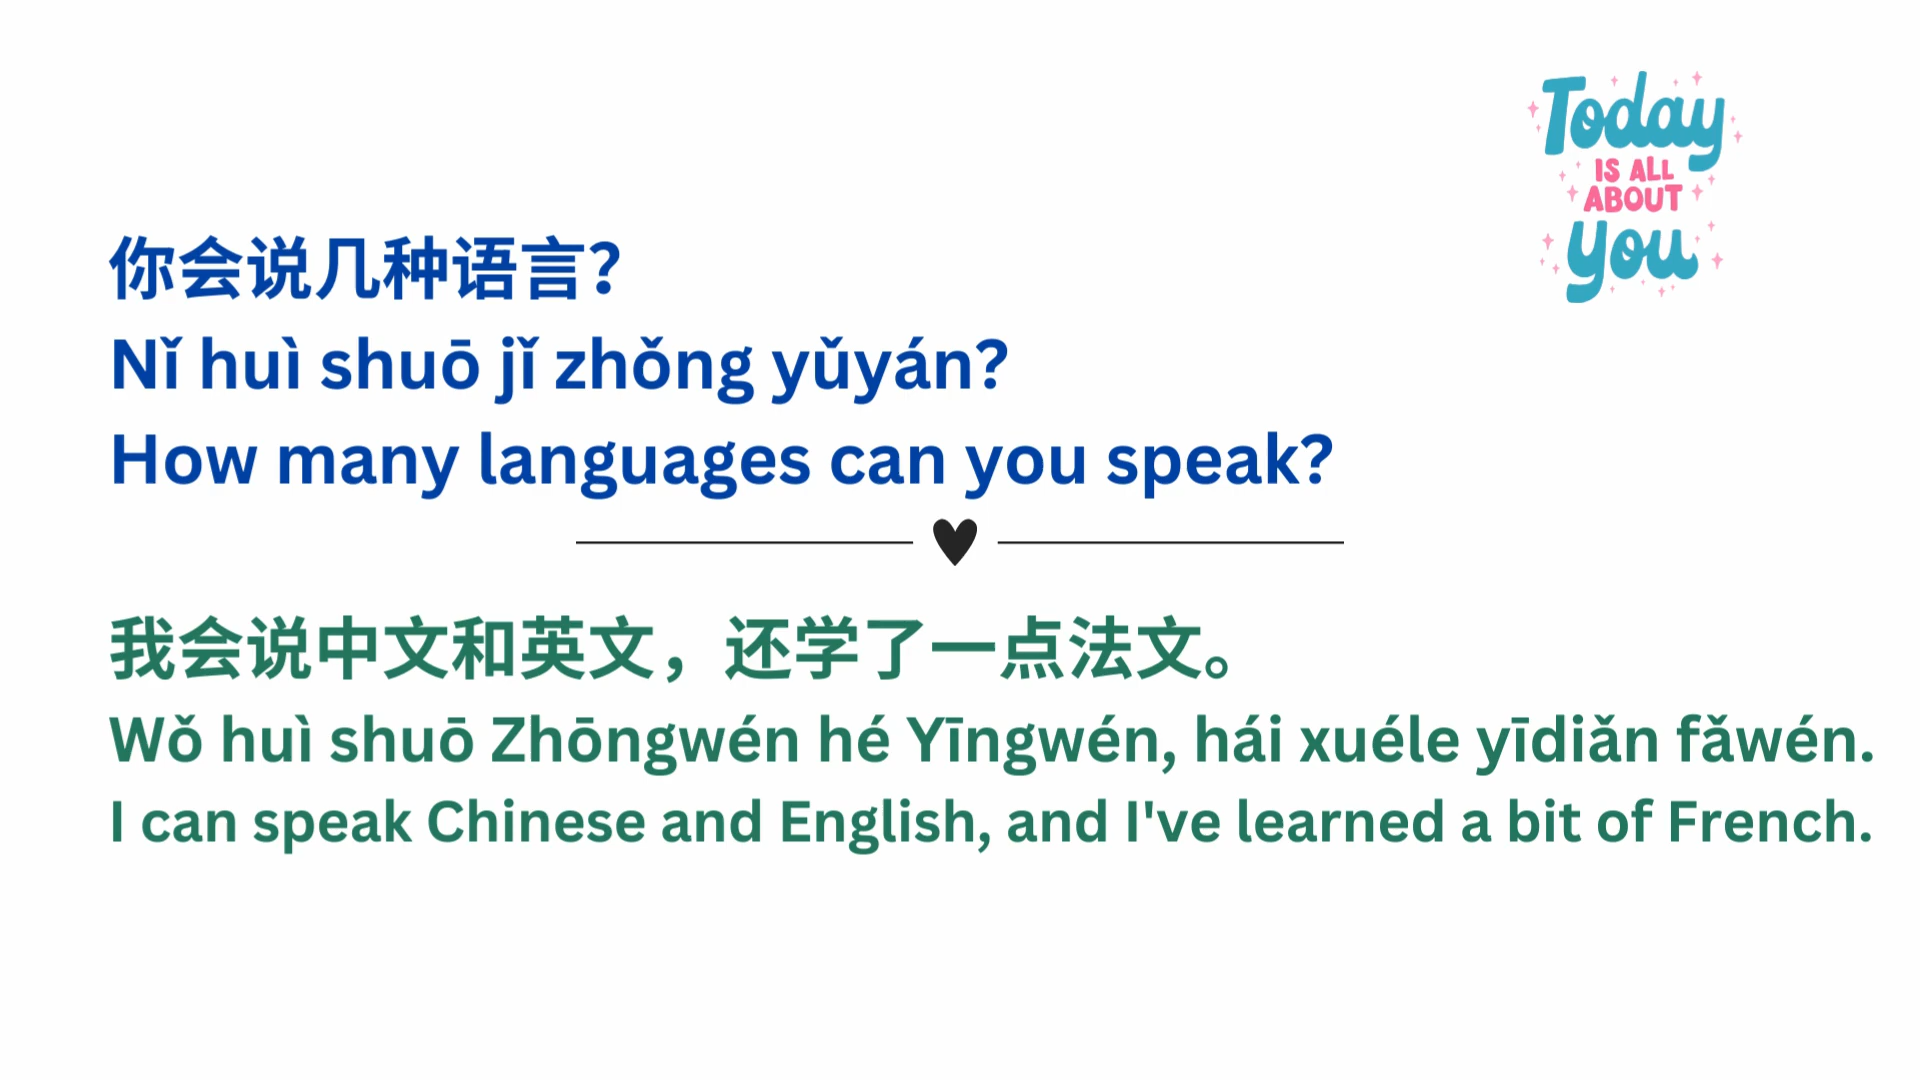 Today
IS ALL
ABOUT
you
你会说几种语言？
Nǐ huì shuō jǐ zhǒng yǔyán?
How many languages can you speak?
我会说中文和英文，还学了一点法文。
Wǒ huì shuō Zhōngwén hé Yīngwén, hái xuéle yīdiǎn fǎwén.
I can speak Chinese and English, and I've learned a bit of French.